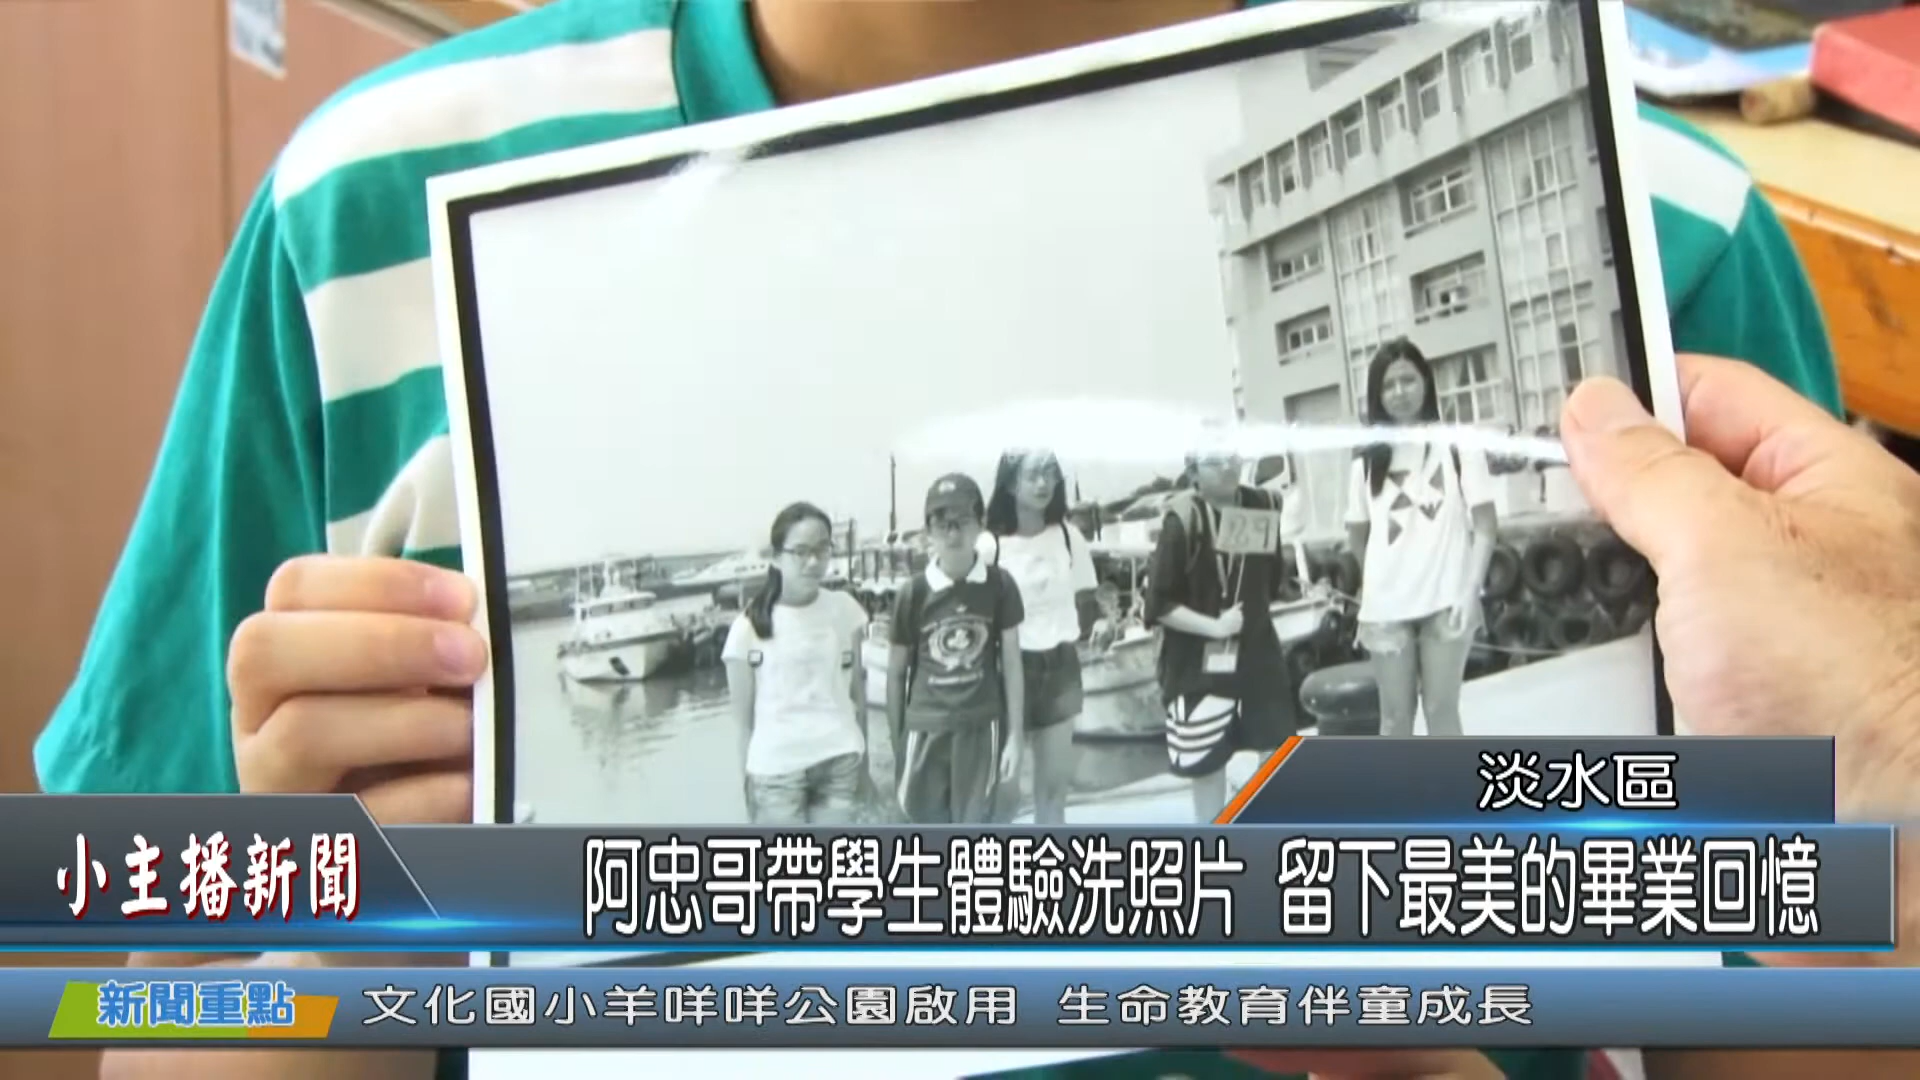 淡水區
小主播新聞
阿忠哥帶學生體驗洗照片 留下最美的畢業回憶
新聞重點
文化國小羊咩咩公園啟用 生命教育伴童成長
29